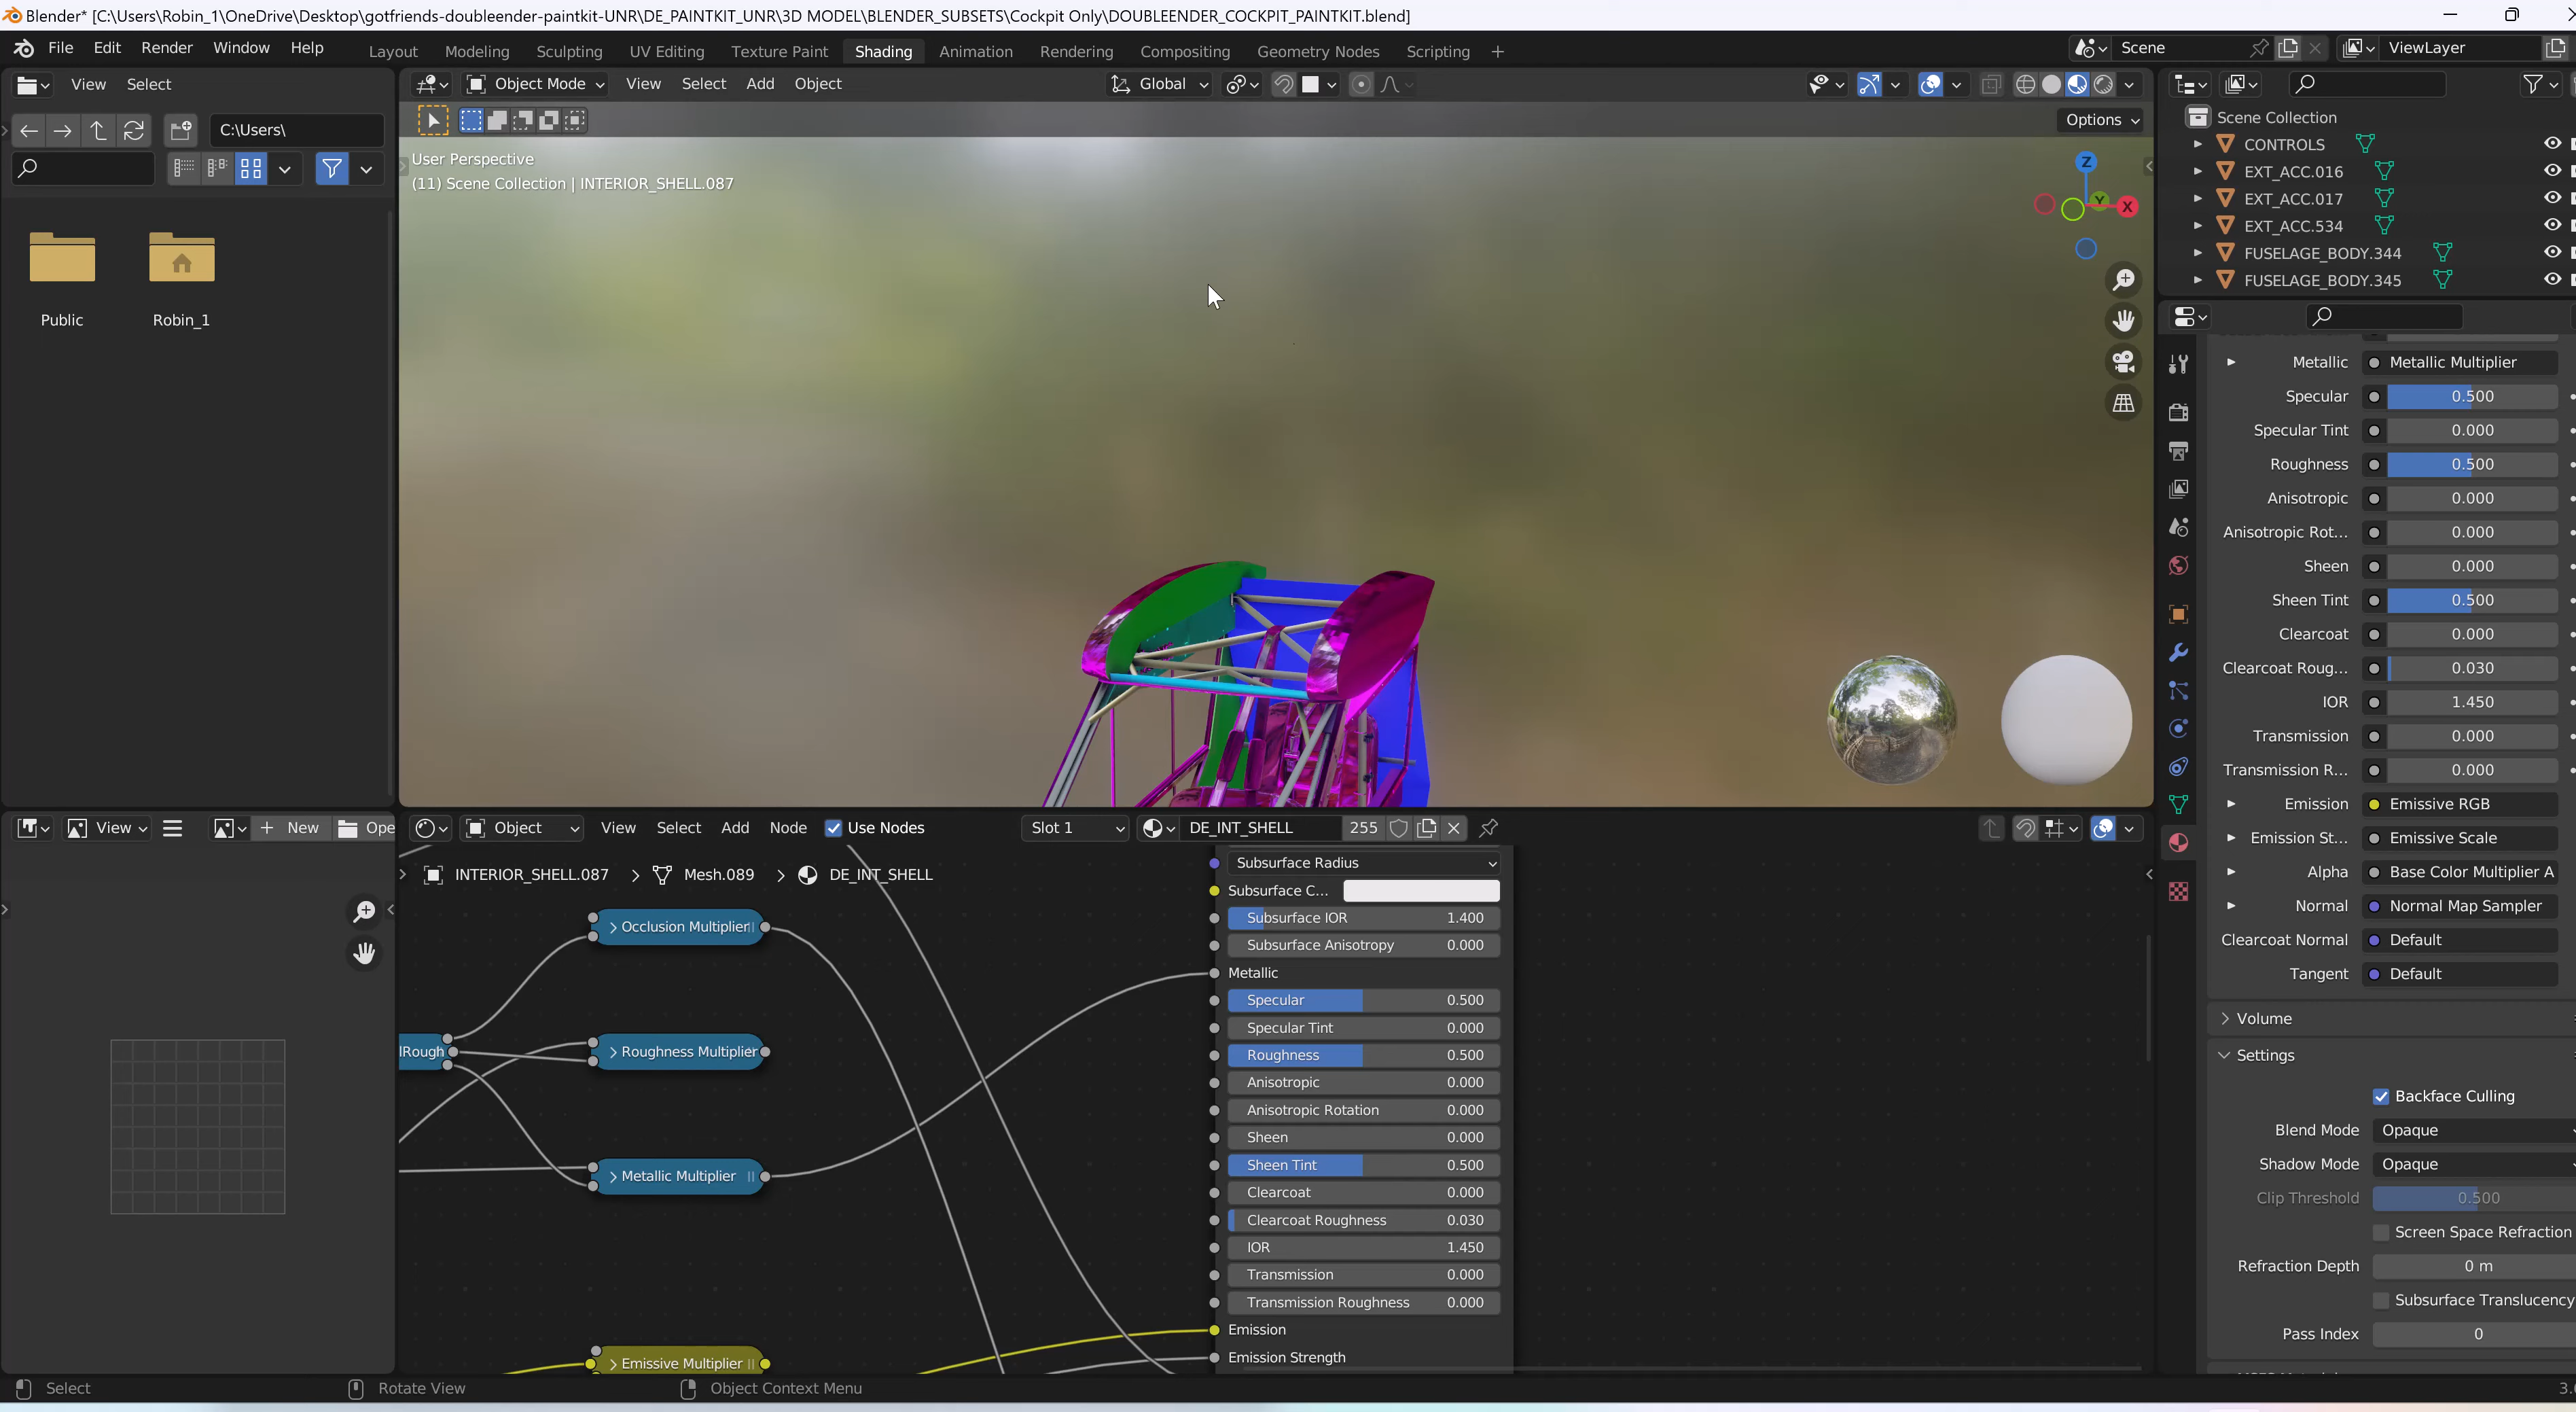 Blender* [C:\Users\Robin_1\OneDrive\Desktop\gotfriends-doubleender-paintkit-UNR\DE_PAINTKIT_UNR\3D MODEL\BLENDER_SUBSETS\Cockpit Only\DOUBLEENDER_COCKPIT_PAINTKIT.blend]
File Edit Render Window Help Layout Modeling Sculpting UV Editing Texture Paint Shading Animation Rendering Compositing Geometry Nodes Scripting + Scene ViewLayer
View Select Object Mode View Select Add Object Global
C:\Users\ Options
User Perspective
(11) Scene Collection | INTERIOR_SHELL.087
Z
Y
X
Public Robin_1
Scene Collection
CONTROLS
EXT_ACC.016
EXT_ACC.017
EXT_ACC.534
FUSELAGE_BODY.344
FUSELAGE_BODY.345
Metallic Metallic Multiplier
Specular 0.500
Specular Tint 0.000
Roughness 0.500
Anisotropic 0.000
Anisotropic Rot... 0.000
Sheen 0.000
Sheen Tint 0.500
Clearcoat 0.000
Clearcoat Roug... 0.030
IOR 1.450
Transmission 0.000
Transmission R... 0.000
Emission Emissive RGB
Emission St... Emissive Scale
Alpha Base Color Multiplier A
Normal Normal Map Sampler
Clearcoat Normal Default
Tangent Default
Volume
Settings
Backface Culling
Blend Mode Opaque
Shadow Mode Opaque
Clip Threshold 0.500
Screen Space Refraction
Refraction Depth 0 m
Subsurface Translucency
Pass Index 0
View + New Ope
Object View Select Add Node Use Nodes Slot 1 DE_INT_SHELL 255
INTERIOR_SHELL.087 > Mesh.089 > DE_INT_SHELL
Occlusion Multiplier
lRough
Roughness Multiplier
Metallic Multiplier
Emissive Multiplier
Subsurface Radius
Subsurface C...
Subsurface IOR 1.400
Subsurface Anisotropy 0.000
Metallic
Specular 0.500
Specular Tint 0.000
Roughness 0.500
Anisotropic 0.000
Anisotropic Rotation 0.000
Sheen 0.000
Sheen Tint 0.500
Clearcoat 0.000
Clearcoat Roughness 0.030
IOR 1.450
Transmission 0.000
Transmission Roughness 0.000
Emission
Emission Strength
Select Rotate View Object Context Menu